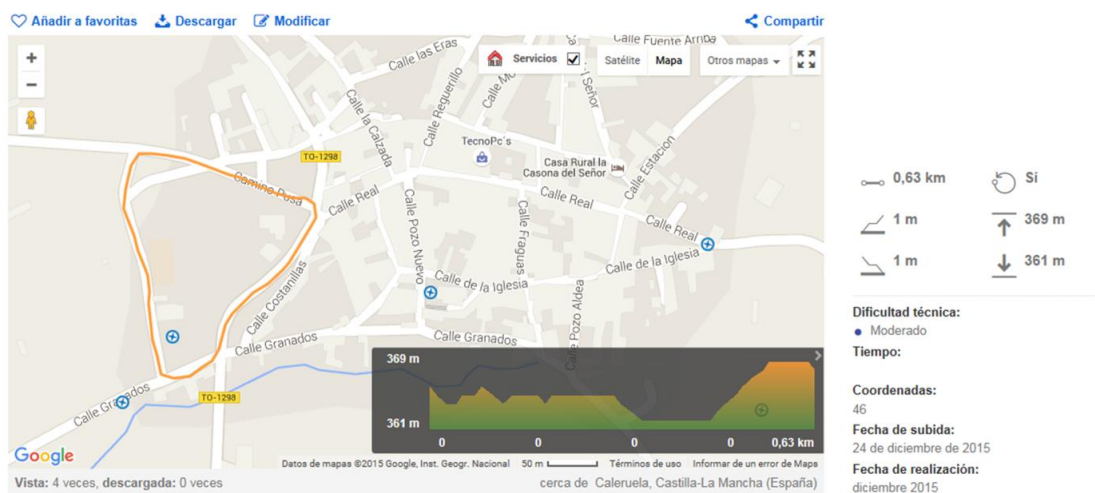 Añadir a favoritas Descargar Modificar Compartir
Calle las Eras
Servicios
Satélite Mapa
Otros mapas
Calle Fuente Arriba
Calle Reguerillo
Calle la Calzada
TecnoPc´s
TO-1298
Casa Rural la
Casona del Señor
Calle Estacion
Calle Real
Calle Real
Calle Real
Calle Pozo Nuevo
Calle Fraguas
Calle de la Iglesia
Calle de la Iglesia
Calle Costanillas
Calle Pozo Aldea
Calle Granados
Calle Granados
Calle Granados
TO-1298
369 m
361 m
0 0 0 0 0,63 km
Google
Datos de mapas ©2015 Google, Inst. Geogr. Nacional 50 m Términos de uso Informar de un error de Maps
Vista: 4 veces, descargada: 0 veces cerca de Caleruela, Castilla-La Mancha (España)
0,63 km Sí
1 m 369 m
1 m 361 m
Dificultad técnica:
Moderado
Tiempo:
Coordenadas:
46
Fecha de subida:
24 de diciembre de 2015
Fecha de realización:
diciembre 2015